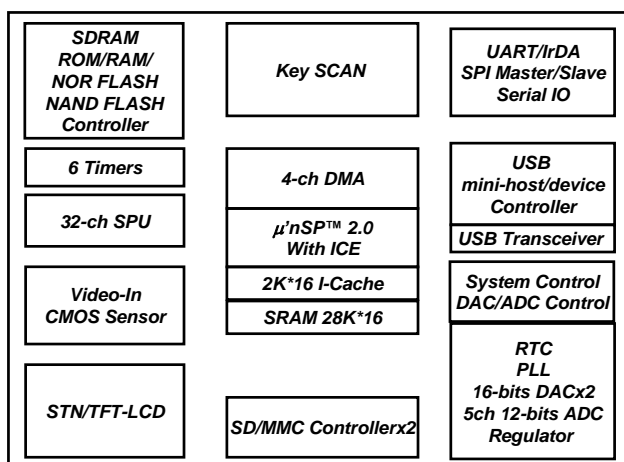 SDRAM
ROM/RAM/
NOR FLASH
NAND FLASH
Controller
6 Timers
32-ch SPU
Video-In
CMOS Sensor
STN/TFT-LCD
Key SCAN
4-ch DMA
μ'nSP™ 2.0
With ICE
2K*16 I-Cache
SRAM 28K*16
SD/MMC Controllerx2
UART/IrDA
SPI Master/Slave
Serial IO
USB
mini-host/device
Controller
USB Transceiver
System Control
DAC/ADC Control
RTC
PLL
16-bits DACx2
5ch 12-bits ADC
Regulator